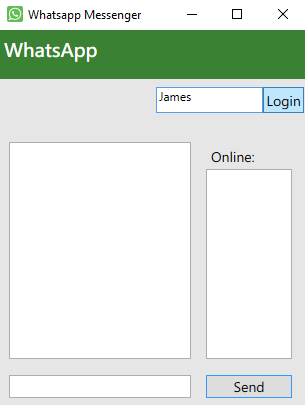 Whatsapp Messenger
WhatsApp
James
Login
Online:
Send